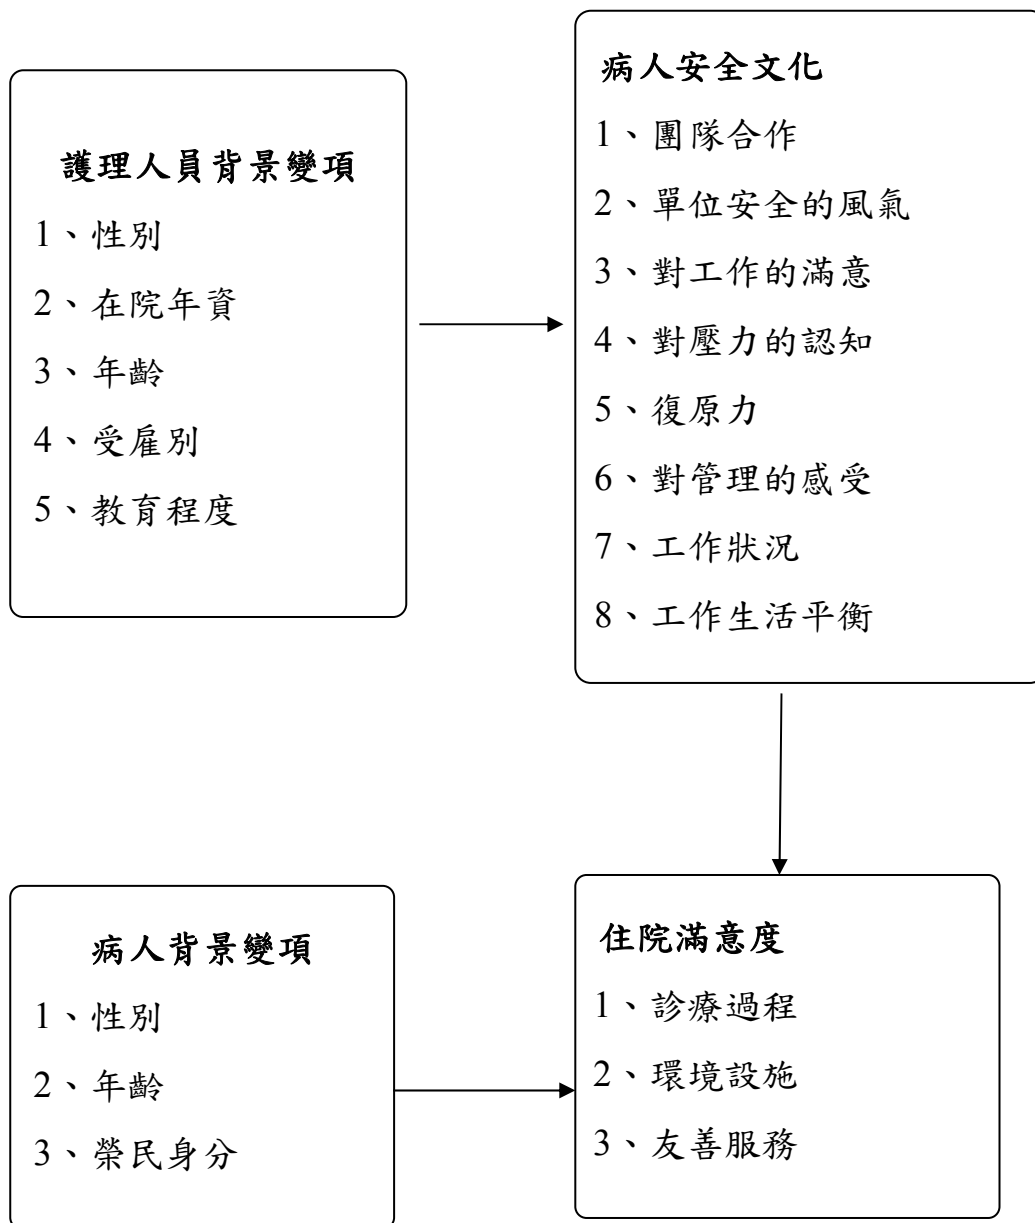 護理人員背景變項
1、性別
2、在院年資
3、年齡
4、受雇別
5、教育程度
病人安全文化
1、團隊合作
2、單位安全的風氣
3、對工作的滿意
4、對壓力的認知
5、復原力
6、對管理的感受
7、工作狀況
8、工作生活平衡
病人背景變項
1、性別
2、年齡
3、榮民身分
住院滿意度
1、診療過程
2、環境設施
3、友善服務